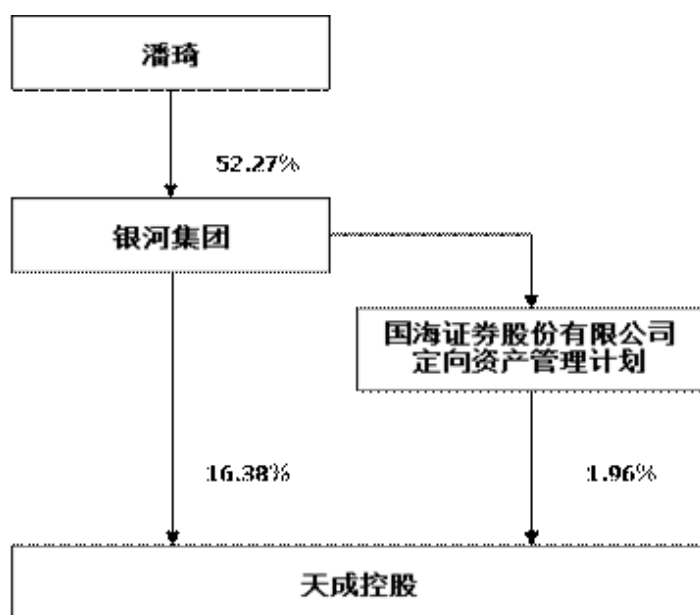 潘琦
52.27%
银河集团
国海证券股份有限公司
定向资产管理计划
16.38%
1.96%
天成控股